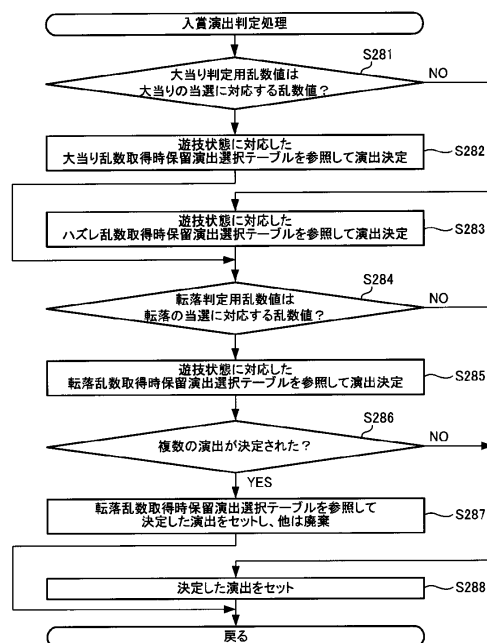 入賞演出判定処理
S281
大当り判定用乱数値は
大当りの当選に対応する乱数値？
NO
遊技状態に対応した
大当り乱数取得時保留演出選択テーブルを参照して演出決定
S282
遊技状態に対応した
ハズレ乱数取得時保留演出選択テーブルを参照して演出決定
S283
S284
転落判定用乱数値は
転落の当選に対応する乱数値？
NO
遊技状態に対応した
転落乱数取得時保留演出選択テーブルを参照して演出決定
S285
S286
複数の演出が決定された？
NO
YES
転落乱数取得時保留演出選択テーブルを参照して
決定した演出をセットし、他は廃棄
S287
決定した演出をセット
S288
戻る